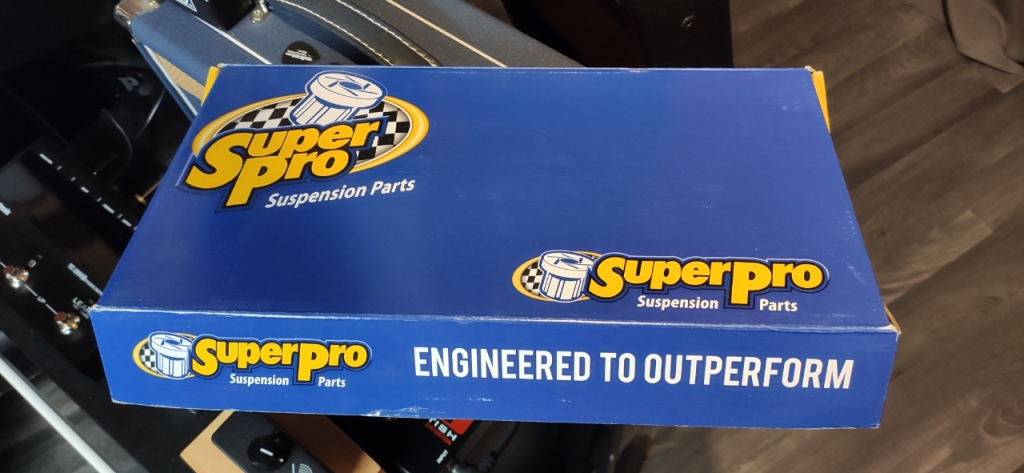 Super
Pro
Suspension Parts
SuperPro
Suspension Parts
SuperPro
Suspension Parts
ENGINEERED TO OUTPERFORM